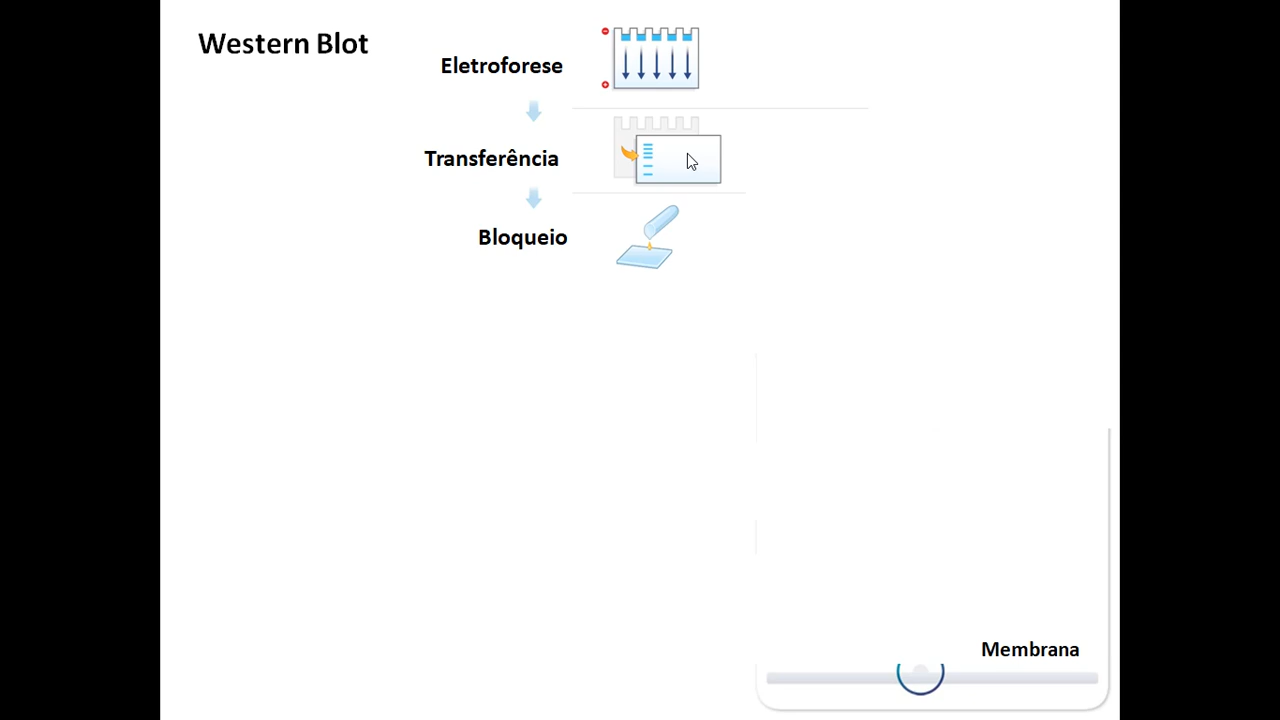 Western Blot
Eletroforese
Transferência
Bloqueio
Membrana